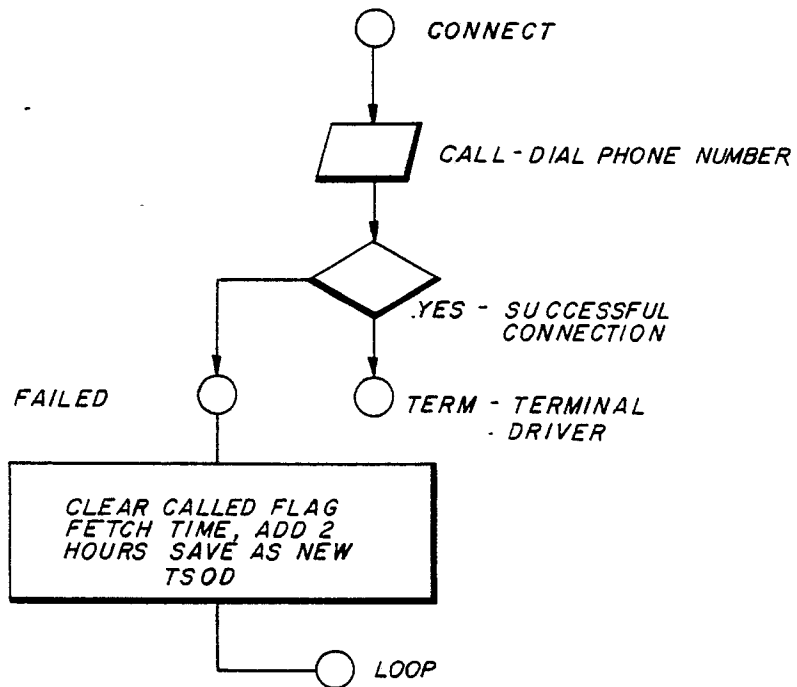 CONNECT
CALL-DIAL PHONE NUMBER
YES - SUCCESSFUL
CONNECTION
FAILED
TERM - TERMINAL
DRIVER
CLEAR CALLED FLAG
FETCH TIME, ADD 2
HOURS SAVE AS NEW
TSOD
LOOP